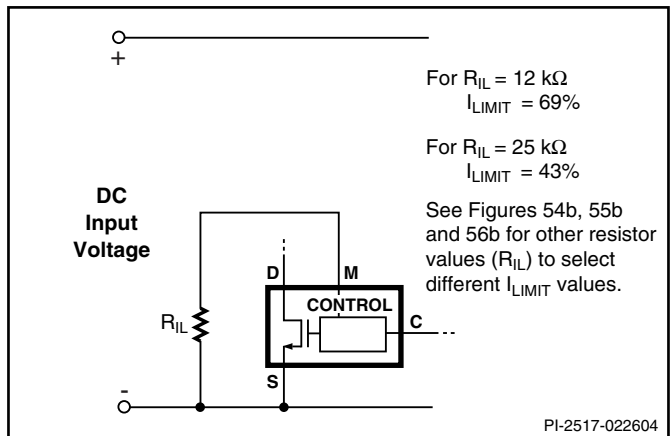 +
For R_IL = 12 kΩ
I_LIMIT = 69%
For R_IL = 25 kΩ
I_LIMIT = 43%
See Figures 54b, 55b
and 56b for other resistor
values (R_IL) to select
different I_LIMIT values.
DC
Input
Voltage
D
M
CONTROL
C
R_IL
S
-
PI-2517-022604